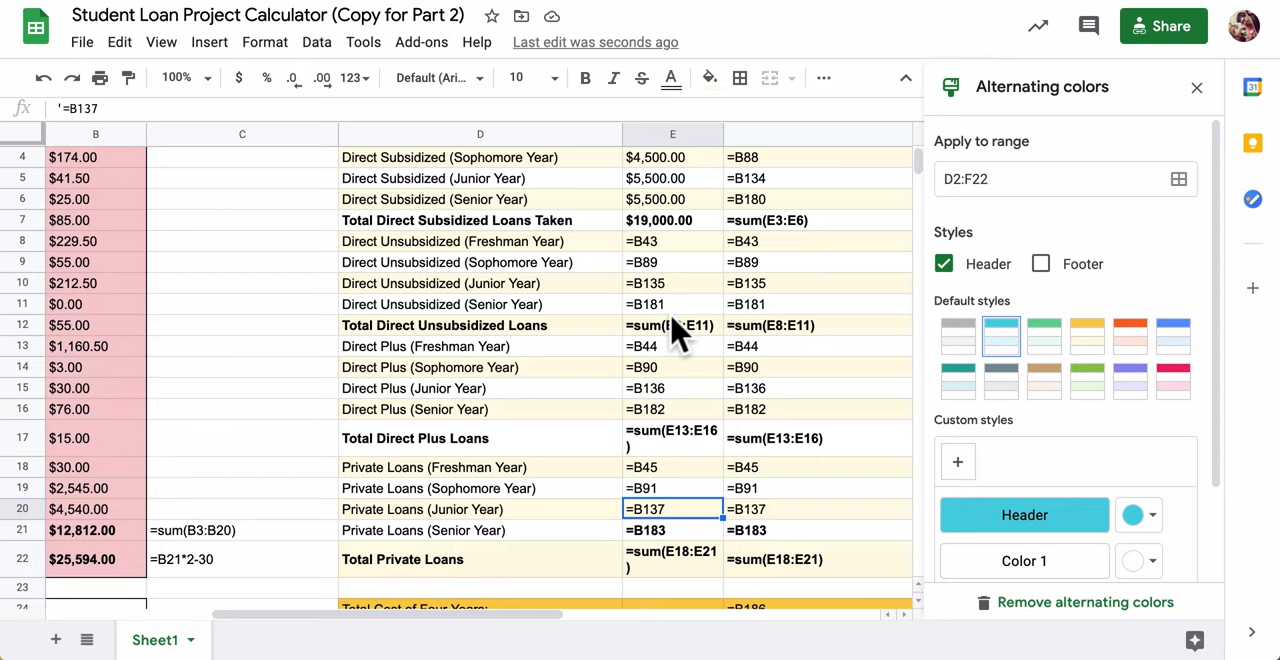 Student Loan Project Calculator (Copy for Part 2)
File Edit View Insert Format Data Tools Add-ons Help Last edit was seconds ago
Share
100% $ % .0 .00 123 Default (Ari... 10 B I S A
fx '=B137
B C D E
4 $174.00 Direct Subsidized (Sophomore Year) $4,500.00 =B88
5 $41.50 Direct Subsidized (Junior Year) $5,500.00 =B134
6 $25.00 Direct Subsidized (Senior Year) $5,500.00 =B180
7 $85.00 Total Direct Subsidized Loans Taken $19,000.00 =sum(E3:E6)
8 $229.50 Direct Unsubsidized (Freshman Year) =B43 =B43
9 $55.00 Direct Unsubsidized (Sophomore Year) =B89 =B89
10 $212.50 Direct Unsubsidized (Junior Year) =B135 =B135
11 $0.00 Direct Unsubsidized (Senior Year) =B181 =B181
12 $55.00 Total Direct Unsubsidized Loans :E11) =sum(E8:E11)
13 $1,160.50 Direct Plus (Freshman Year) =B44 =B44
14 $3.00 Direct Plus (Sophomore Year) =B90 =B90
15 $30.00 Direct Plus (Junior Year) =B136 =B136
16 $76.00 Direct Plus (Senior Year) =B182 =B182
17 $15.00 Total Direct Plus Loans =sum(E13:E16 =sum(E13:E16)
)
18 $30.00 Private Loans (Freshman Year) =B45 =B45
19 $2,545.00 Private Loans (Sophomore Year) =B91 =B91
20 $4,540.00 Private Loans (Junior Year) =B137 =B137
21 $12,812.00 =sum(B3:B20) Private Loans (Senior Year) =B183 =B183
22 $25,594.00 =B21*2-30 Total Private Loans =sum(E18:E21 =sum(E18:E21)
)
23
24 Total Cost of Four Years: =B186
Sheet1
Alternating colors
Apply to range
D2:F22
Styles
Header Footer
Default styles
Custom styles
+
Header
Color 1
Remove alternating colors
31